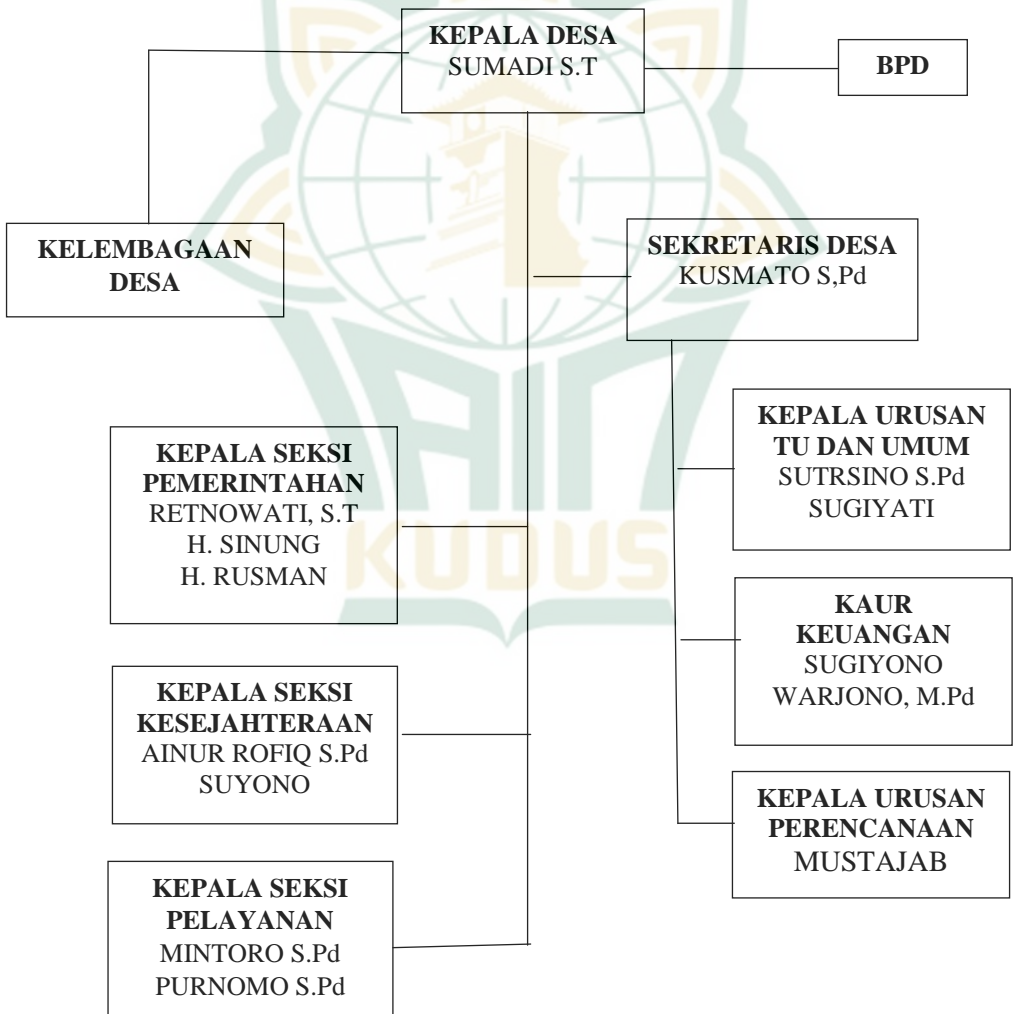 KEPALA DESA
SUMADI S.T
BPD
KELEMBAGAAN
DESA
SEKRETARIS DESA
KUSMATO S,Pd
KEPALA SEKSI
PEMERINTAHAN
RETNOWATI, S.T
H. SINUNG
H. RUSMAN
KEPALA URUSAN
TU DAN UMUM
SUTRSINO S.Pd
SUGIYATI
KAUR
KEUANGAN
SUGIYONO
WARJONO, M.Pd
KEPALA SEKSI
KESEJAHTERAAN
AINUR ROFIQ S.Pd
SUYONO
KEPALA URUSAN
PERENCANAAN
MUSTAJAB
KEPALA SEKSI
PELAYANAN
MINTORO S.Pd
PURNOMO S.Pd
IAIN
KUDUS